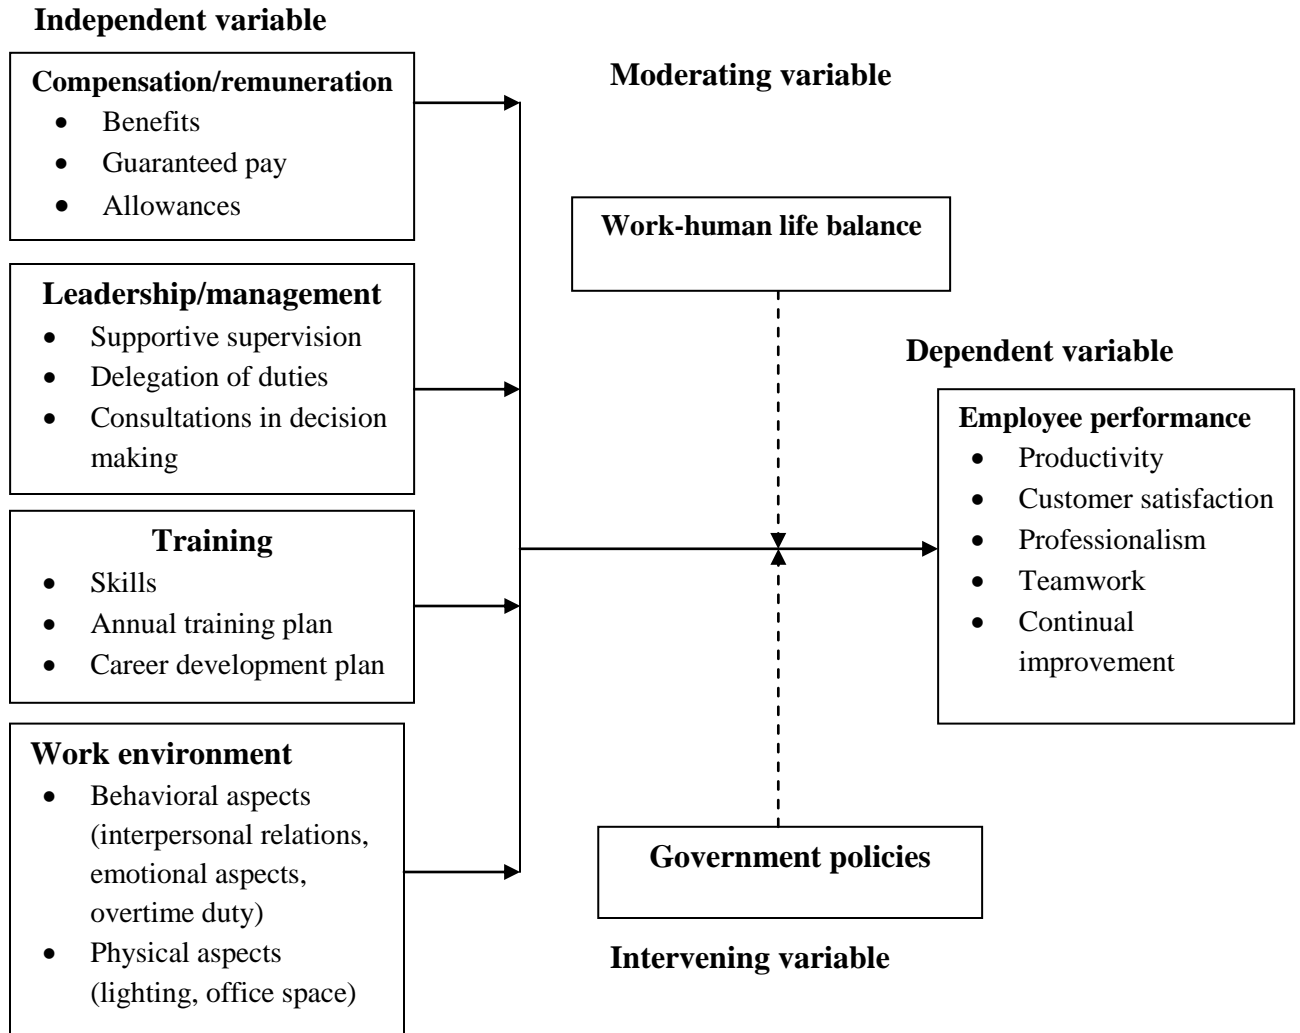 Independent variable
Compensation/remuneration
• Benefits
• Guaranteed pay
• Allowances
Leadership/management
• Supportive supervision
• Delegation of duties
• Consultations in decision
making
Training
• Skills
• Annual training plan
• Career development plan
Work environment
• Behavioral aspects
(interpersonal relations,
emotional aspects,
overtime duty)
• Physical aspects
(lighting, office space)
Moderating variable
Work-human life balance
Government policies
Intervening variable
Dependent variable
Employee performance
• Productivity
• Customer satisfaction
• Professionalism
• Teamwork
• Continual
improvement